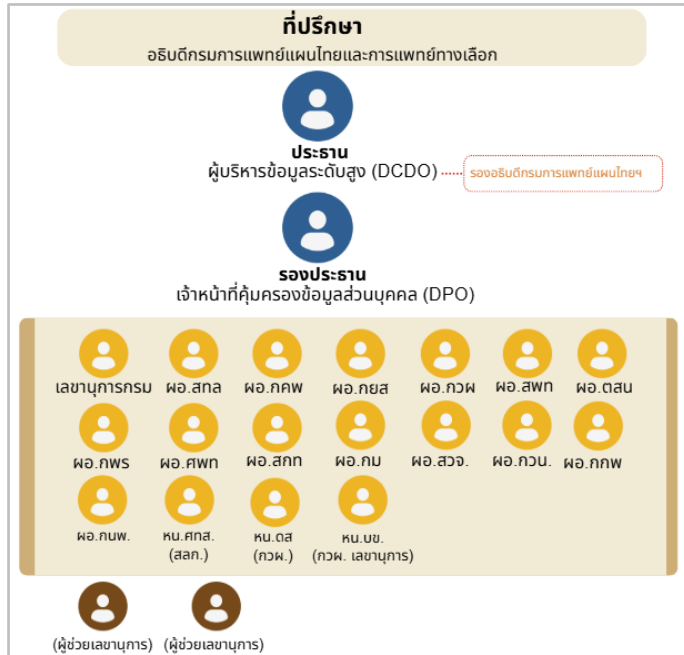 ที่ปรึกษา
อธิบดีกรมการแพทย์แผนไทยและการแพทย์ทางเลือก
ประธาน
ผู้บริหารข้อมูลระดับสูง (DCDO)
รองอธิบดีกรมการแพทย์แผนไทยฯ
รองประธาน
เจ้าหน้าที่คุ้มครองข้อมูลส่วนบุคคล (DPO)
เลขานุการกรม ผอ.สทล ผอ.กคพ ผอ.กยส ผอ.กวผ ผอ.สพท ผอ.ตสน
ผอ.กพร ผอ.ศพท ผอ.สกท ผอ.กม ผอ.สวจ. ผอ.กวน. ผอ.กกพ
ผอ.กนพ. หน.ศทส. หน.ดส หน.บข.
(สลก.) (กวผ.) (กวผ. เลขานุการ)
(ผู้ช่วยเลขานุการ) (ผู้ช่วยเลขานุการ)